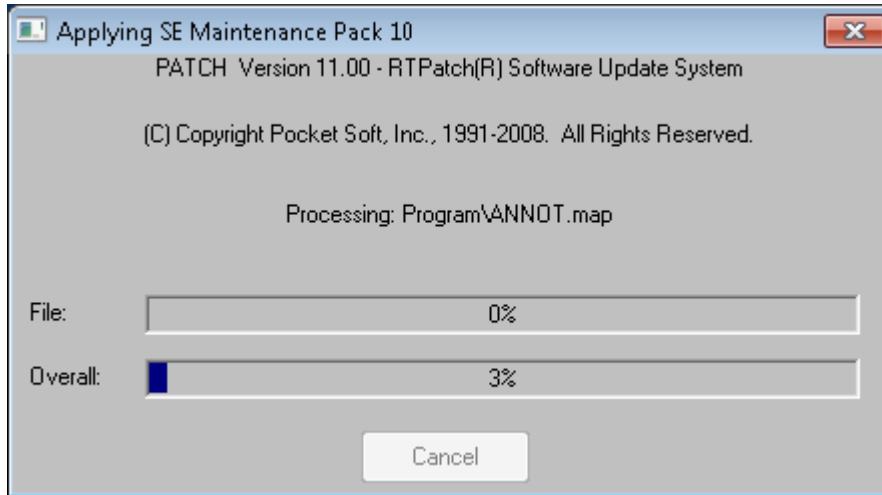 Applying SE Maintenance Pack 10
PATCH Version 11.00 - RTPatch(R) Software Update System
(C) Copyright Pocket Soft, Inc., 1991-2008. All Rights Reserved.
Processing: Program\ANNOT.map
File: 0%
Overall: 3%
Cancel